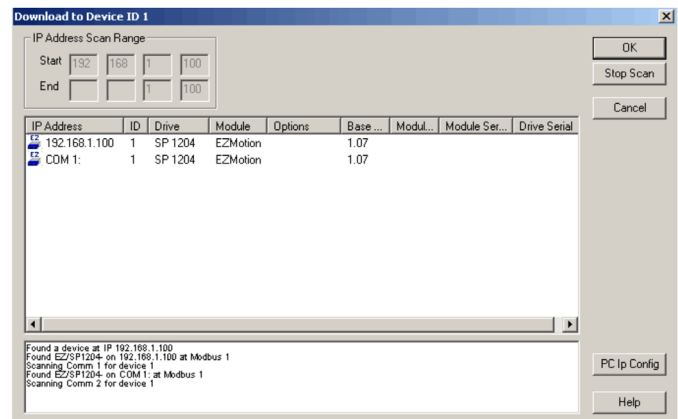 Download to Device ID 1
IP Address Scan Range
OK
Start 192 168 1 100
Stop Scan
End 1 100
Cancel
IP Address ID Drive Module Options Base ... Modul... Module Ser... Drive Serial
EZ 192.168.1.100 1 SP 1204 EZMotion 1.07
EZ COM 1: 1 SP 1204 EZMotion 1.07
Found a device at IP 192.168.1.100
Found EZ/SP1204- on 192.168.1.100 at Modbus 1
Scanning Comm 1 for device 1
Found EZ/SP1204- on COM 1: at Modbus 1
Scanning Comm 2 for device 1
PC Ip Config
Help